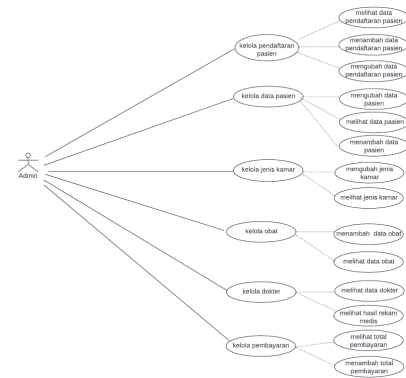 melihat data
pendaftaran pasien
menambah data
pendaftaran pasien
mengubah data
pendaftaran pasien
kelola pendaftaran
pasien
mengubah data
pasien
melihat data pasien
menambah data
pasien
kelola data pasien
mengubah jenis
kamar
melihat jenis kamar
kelola jenis kamar
Admin
menambah data obat
melihat data obat
kelola obat
melihat data dokter
melihat hasil rekam
medis
kelola dokter
melihat total
pembayaran
menambah total
pembayaran
kelola pembayaran